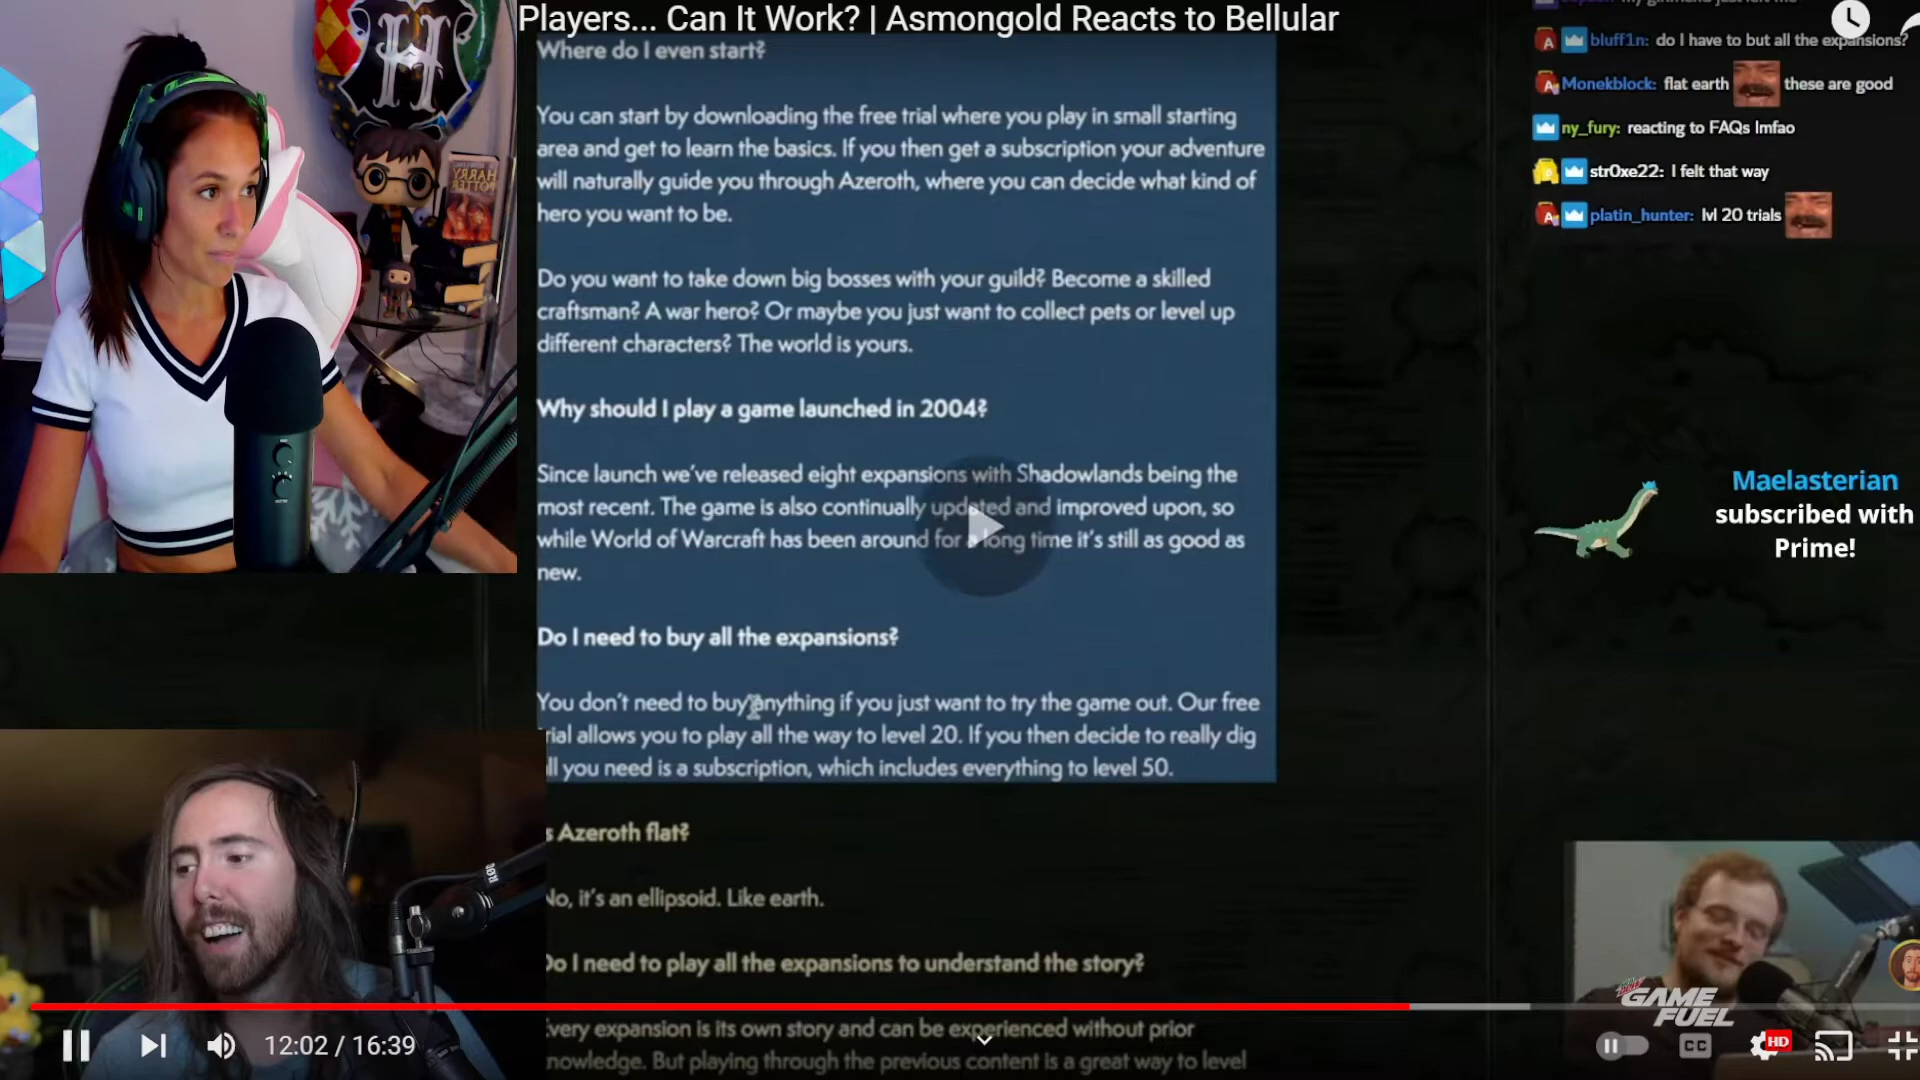 Players... Can It Work? | Asmongold Reacts to Bellular
Where do I even start?
You can start by downloading the free trial where you play in small starting
area and get to learn the basics. If you then get a subscription your adventure
will naturally guide you through Azeroth, where you can decide what kind of
hero you want to be.
Do you want to take down big bosses with your guild? Become a skilled
craftsman? A war hero? Or maybe you just want to collect pets or level up
different characters? The world is yours.
Why should I play a game launched in 2004?
Since launch we've released eight expansions with Shadowlands being the
most recent. The game is also continually updated and improved upon, so
while World of Warcraft has been around for a long time it's still as good as
new.
Do I need to buy all the expansions?
You don't need to buy anything if you just want to try the game out. Our free
rial allows you to play all the way to level 20. If you then decide to really dig
ll you need is a subscription, which includes everything to level 50.
s Azeroth flat?
No, it's an ellipsoid. Like earth.
Do I need to play all the expansions to understand the story?
Every expansion is its own story and can be experienced without prior
knowledge. But playing through the previous content is a great way to level
bluff1n: do I have to but all the expansions?
Monekblock: flat earth these are good
ny_fury: reacting to FAQs lmfao
str0xe22: I felt that way
platin_hunter: lvl 20 trials
Maelasterian
subscribed with
Prime!
H
HARRY
POTTER
RØDE
GAME
FUEL
12:02 / 16:39
CC
HD